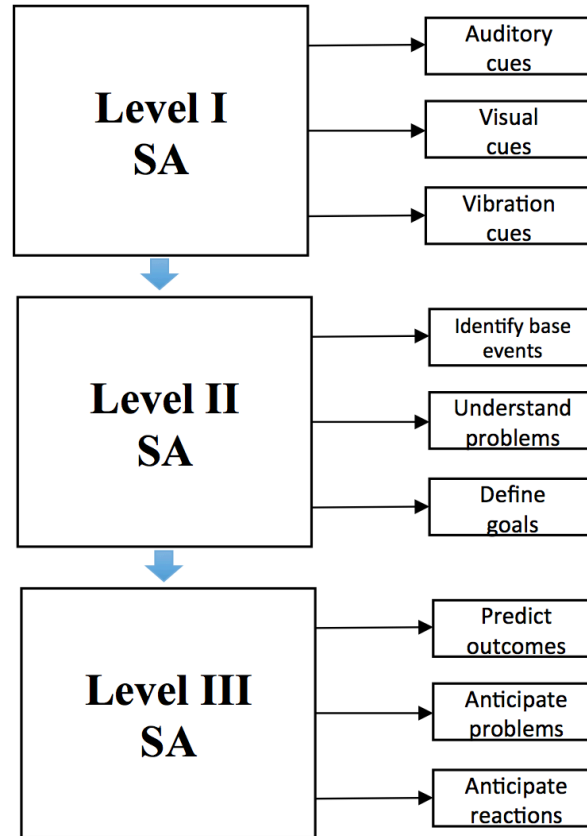 Level I
SA
Auditory
cues
Visual
cues
Vibration
cues
Level II
SA
Identify base
events
Understand
problems
Define
goals
Level III
SA
Predict
outcomes
Anticipate
problems
Anticipate
reactions